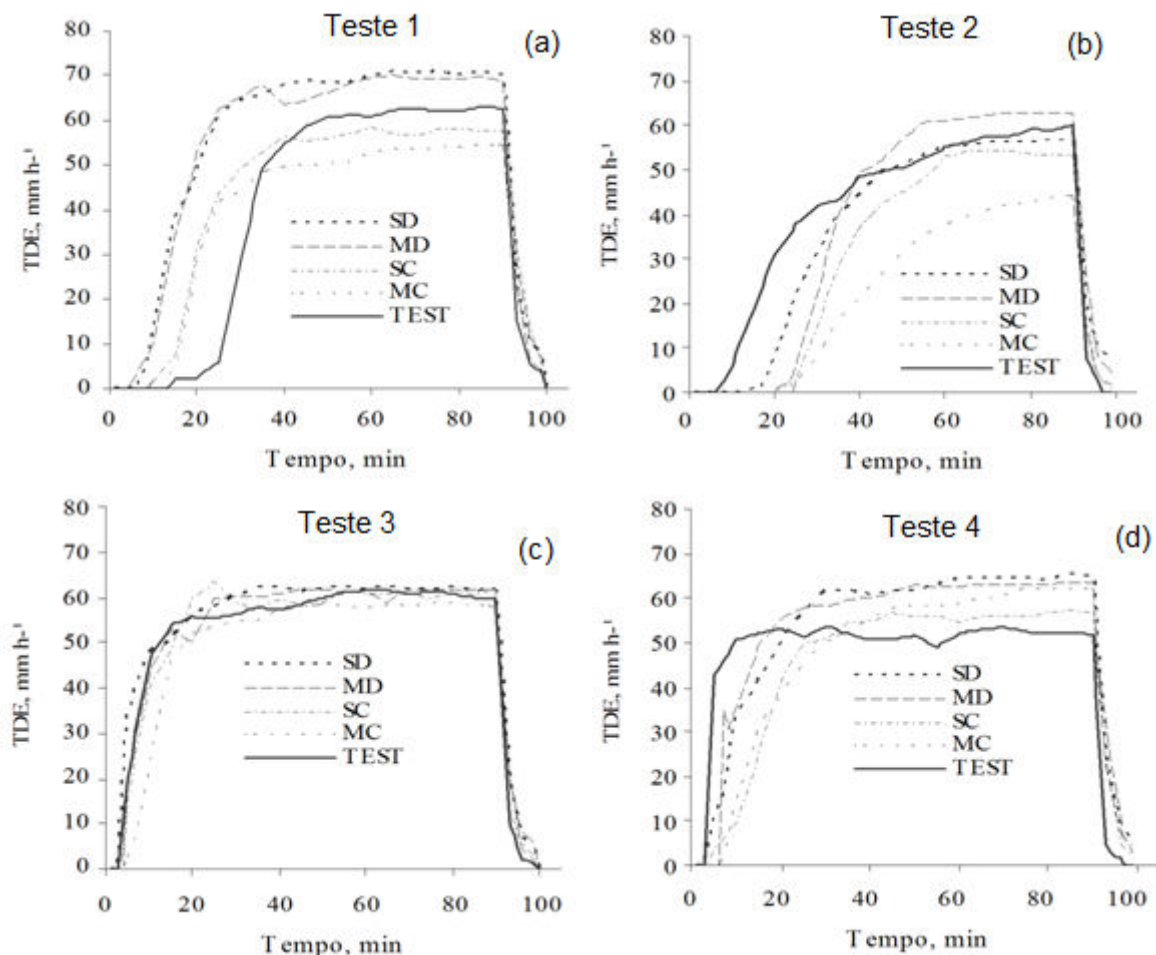 Teste 1
(a)
80
70
60
50
40
30
20
10
0
TDE, mm h-¹
SD
MD
SC
MC
TEST
0 20 40 60 80 100
Tempo, min
Teste 2
(b)
80
70
60
50
40
30
20
10
0
TDE, mm h-¹
SD
MD
SC
MC
TEST
0 20 40 60 80 100
Tempo, min
Teste 3
(c)
80
70
60
50
40
30
20
10
0
TDE, mm h-¹
SD
MD
SC
MC
TEST
0 20 40 60 80 100
Tempo, min
Teste 4
(d)
80
70
60
50
40
30
20
10
0
TDE, mm h-¹
SD
MD
SC
MC
TEST
0 20 40 60 80 100
Tempo, min